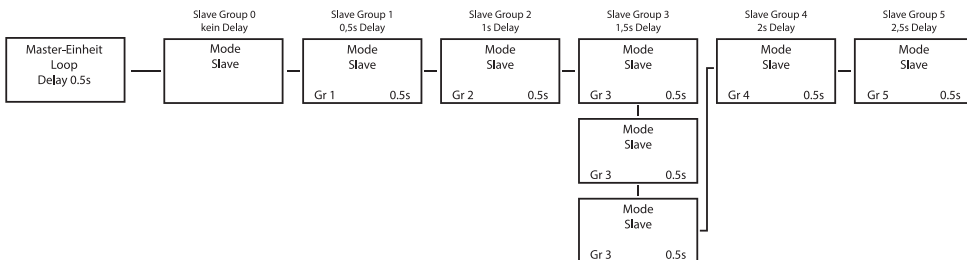 Slave Group 0
kein Delay
Slave Group 1
0,5s Delay
Slave Group 2
1s Delay
Slave Group 3
1,5s Delay
Slave Group 4
2s Delay
Slave Group 5
2,5s Delay
Master-Einheit
Loop
Delay 0.5s
Mode
Slave
Mode
Slave
Gr 1 0.5s
Mode
Slave
Gr 2 0.5s
Mode
Slave
Gr 3 0.5s
Mode
Slave
Gr 4 0.5s
Mode
Slave
Gr 5 0.5s
Mode
Slave
Gr 3 0.5s
Mode
Slave
Gr 3 0.5s